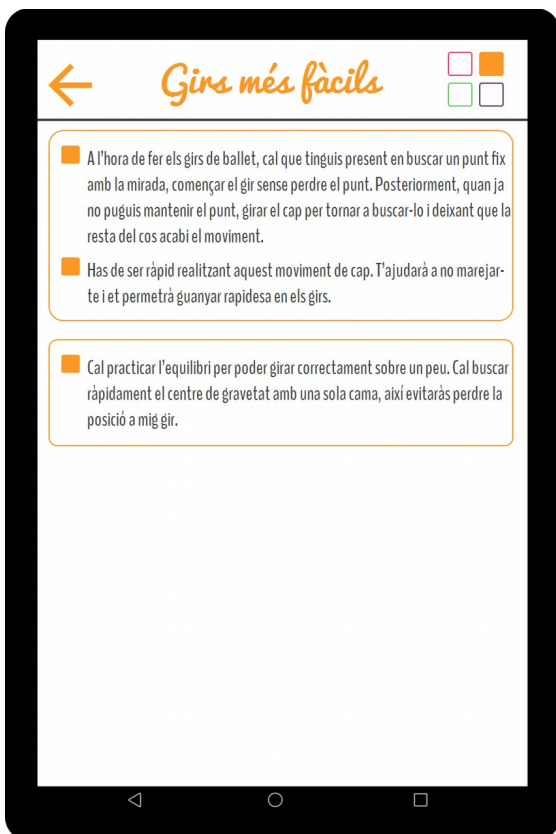 Girs més fàcils
A l'hora de fer els girs de ballet, cal que tinguis present en buscar un punt fix
amb la mirada, començar el gir sense perdre el punt. Posteriorment, quan ja
no puguis mantenir el punt, girar el cap per tornar a buscar-lo i deixant que la
resta del cos acabi el moviment.
Has de ser ràpid realitzant aquest moviment de cap. T'ajudarà a no marejar-
te i et permetrà guanyar rapidesa en els girs.
Cal practicar l'equilibri per poder girar correctament sobre un peu. Cal buscar
ràpidament el centre de gravetat amb una sola cama, així evitaràs perdre la
posició a mig gir.